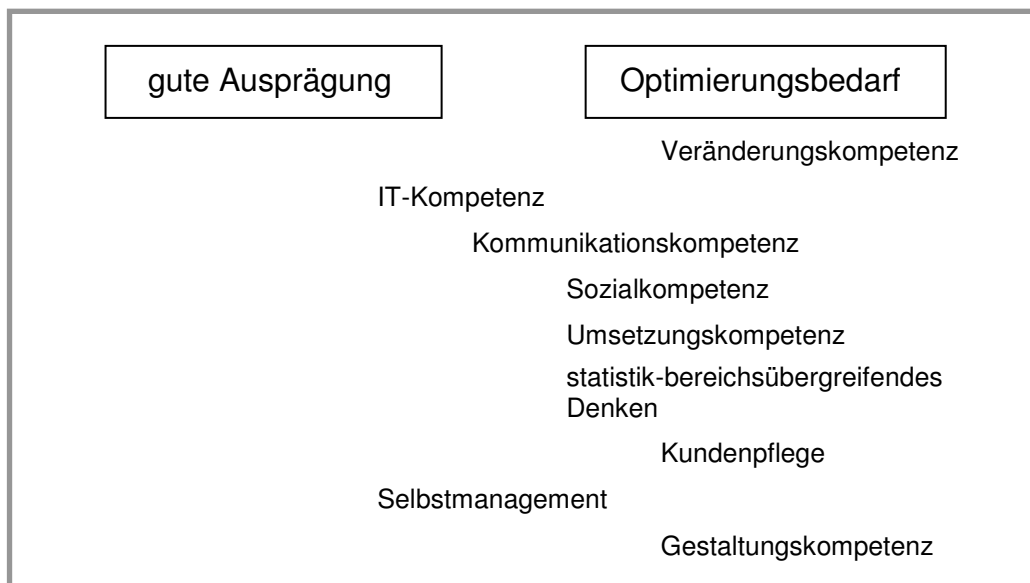 gute Ausprägung
Optimierungsbedarf
Veränderungskompetenz
IT-Kompetenz
Kommunikationskompetenz
Sozialkompetenz
Umsetzungskompetenz
statistik-bereichsübergreifendes
Denken
Kundenpflege
Selbstmanagement
Gestaltungskompetenz